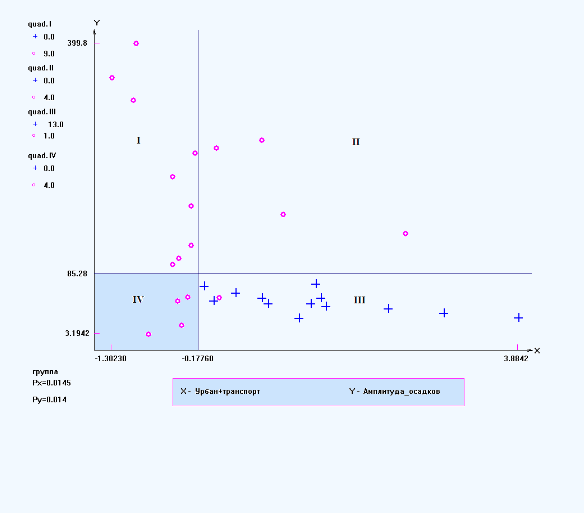 quad.I
+ 0.0
o 9.0
quad.II
+ 0.0
o 4.0
quad.III
+ 13.0
o 1.0
quad.IV
+ 0.0
o 4.0
Y
399.8
I
II
85.28
IV
III
3.1942
-1.30230
-0.17760
3.0842
X
группа
Px=0.0145
Py=0.014
X - Урбан+транспорт
Y - Амплитуда_осадков